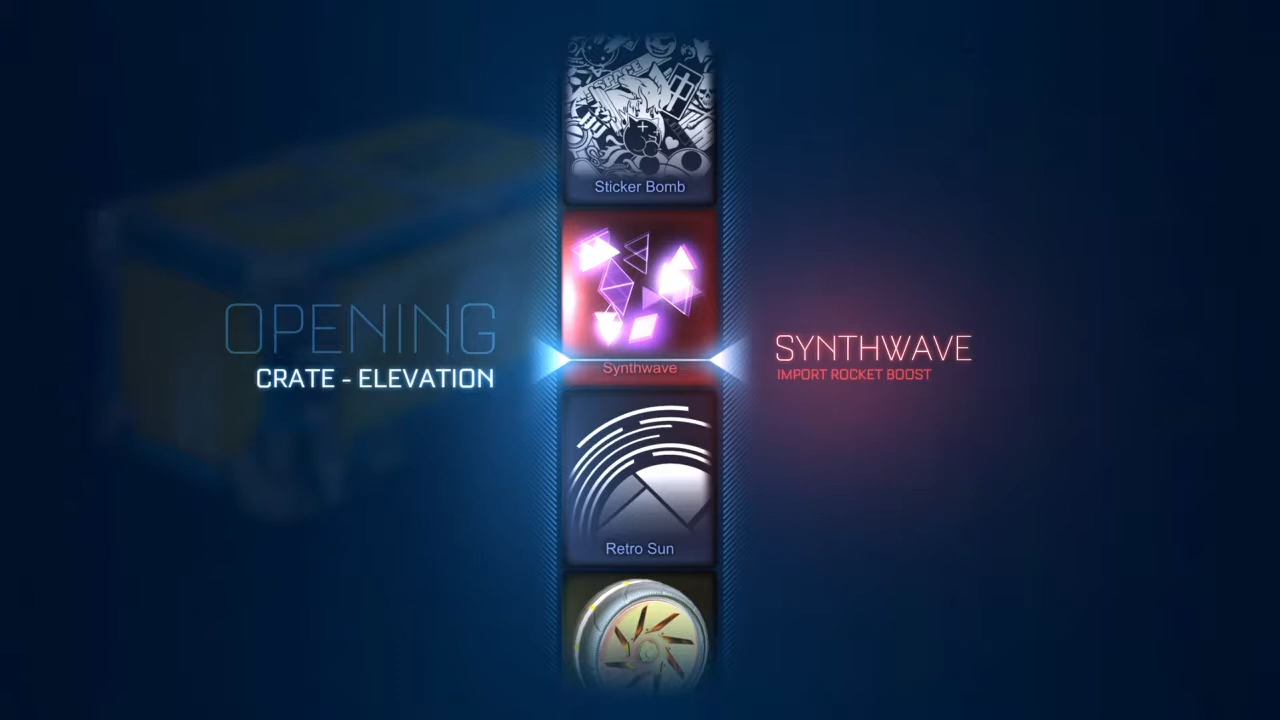 Sticker Bomb
OPENING
CRATE - ELEVATION
Synthwave
SYNTHWAVE
IMPORT ROCKET BOOST
Retro Sun